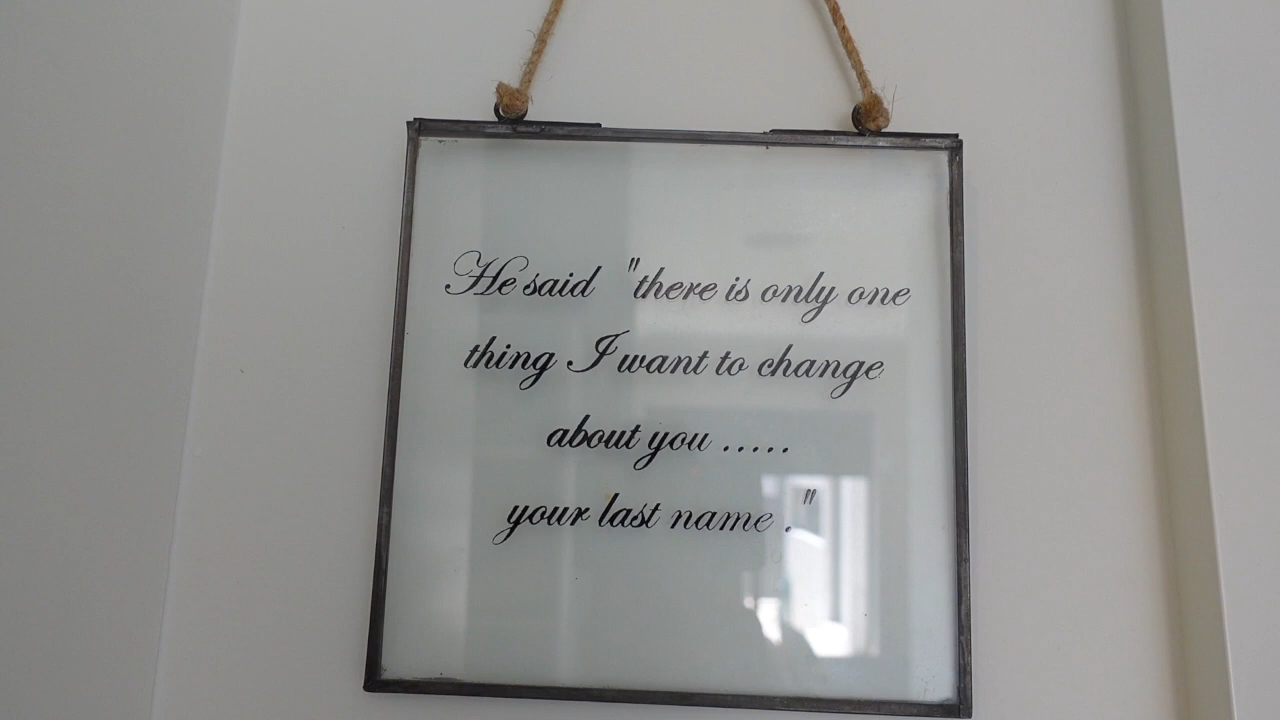 He said "there is only one
thing I want to change
about you .....
your last name ."